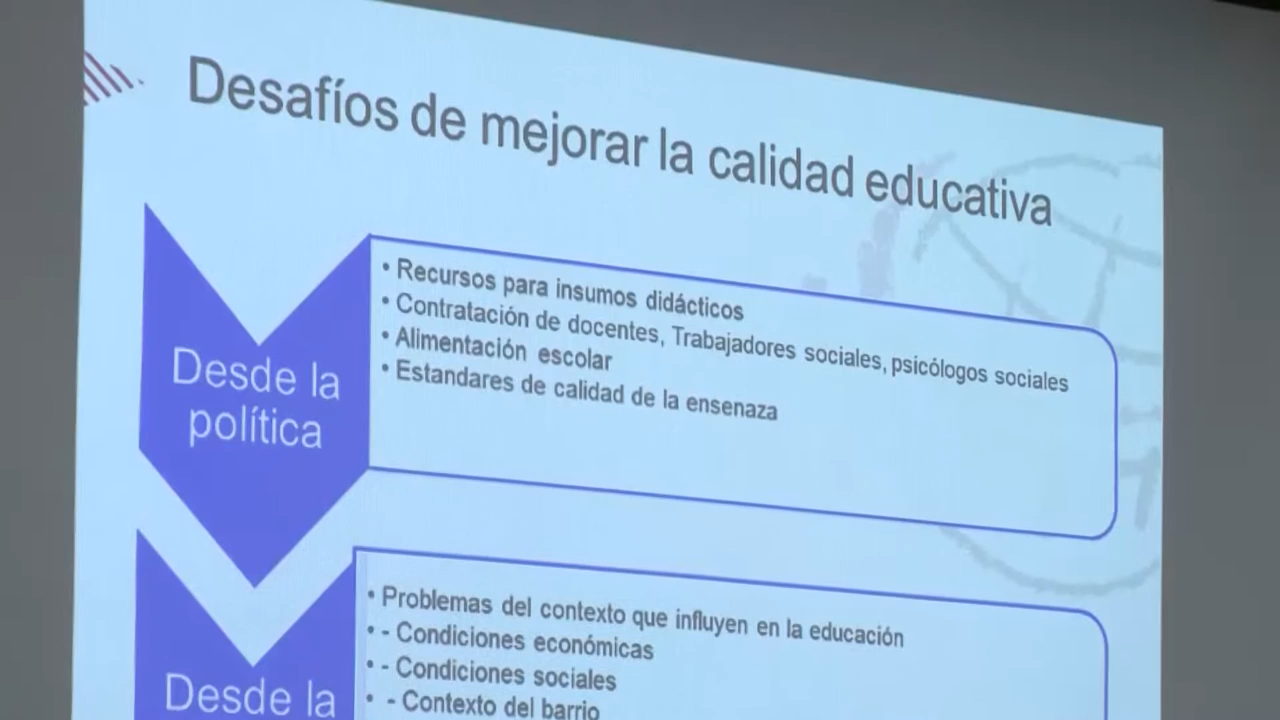 Desafíos de mejorar la calidad educativa
Desde la
política
• Recursos para insumos didácticos
• Contratación de docentes, Trabajadores sociales, psicólogos sociales
• Alimentación escolar
• Estandares de calidad de la ensenaza
Desde la
• Problemas del contexto que influyen en la educación
• - Condiciones económicas
• - Condiciones sociales
• - Contexto del barrio